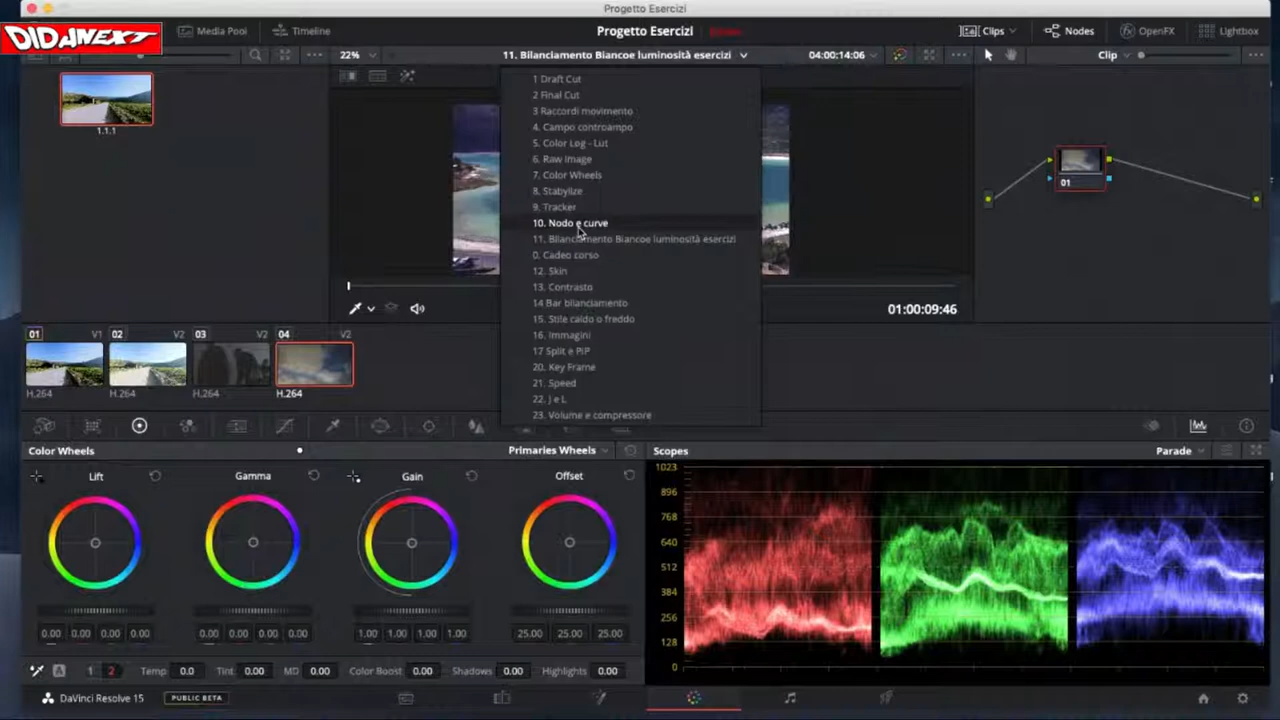 Progetto Esercizi
DIDANEXT
Media Pool
Timeline
Progetto Esercizi
Clips
Nodes
OpenFX
Lightbox
22%
11. Bilanciamento Biancoe luminosità esercizi
04:00:14:06
Clip
1.1.1
1 Draft Cut
2 Final Cut
3 Raccordi movimento
4. Campo controampo
5. Color Log - Lut
6. Raw Image
7. Color Wheels
8. Stabylize
9. Tracker
10. Nodo e curve
11. Bilanciamento Biancoe luminosità esercizi
0. Cadeo corso
12. Skin
13. Contrasto
14 Bar bilanciamento
15. Stile caldo o freddo
16. Immagini
17 Split e PiP
20. Key Frame
21. Speed
22. J e L
23. Volume e compressore
01
01:00:09:46
01 V1 02 V2 03 V2 04 V2
H.264 H.264 H.264 H.264
Color Wheels
Primaries Wheels
Scopes
Parade
Lift Gamma Gain Offset
1023
896
768
640
512
384
256
128
0
0.00 0.00 0.00 0.00 0.00 0.00 0.00 0.00 1.00 1.00 1.00 1.00 25.00 25.00 25.00
A 1 2 Temp 0.0 Tint 0.00 MD 0.00 Color Boost 0.00 Shadows 0.00 Highlights 0.00
DaVinci Resolve 15 PUBLIC BETA